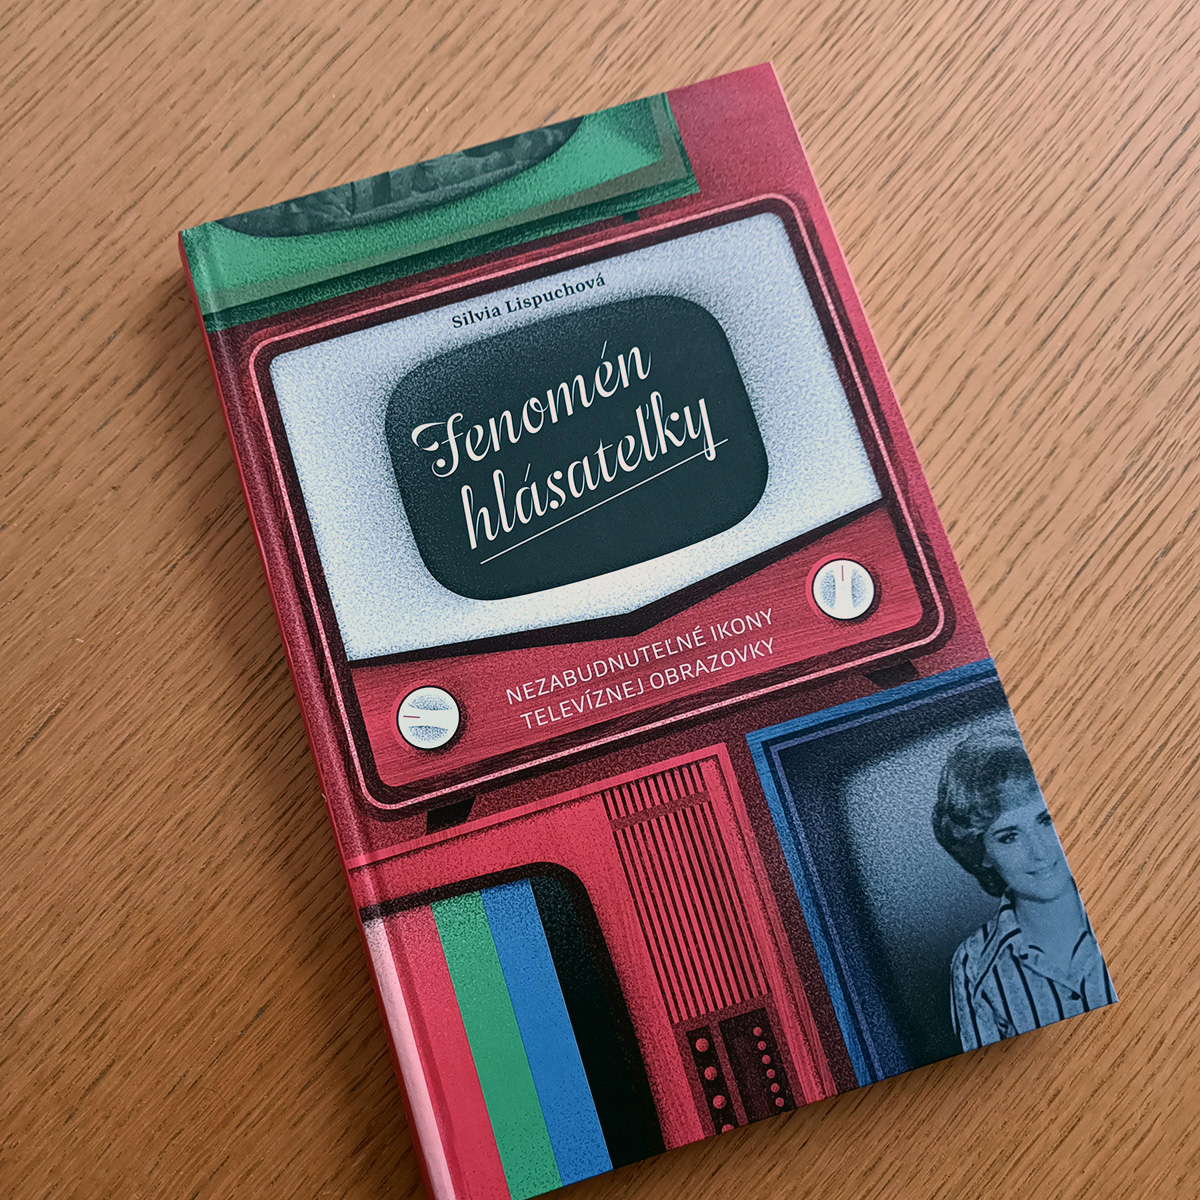 Silvia Lispuchová
Fenomén
hlásateľky
NEZABUDNUTEĽNÉ IKONY
TELEVÍZNEJ OBRAZOVKY